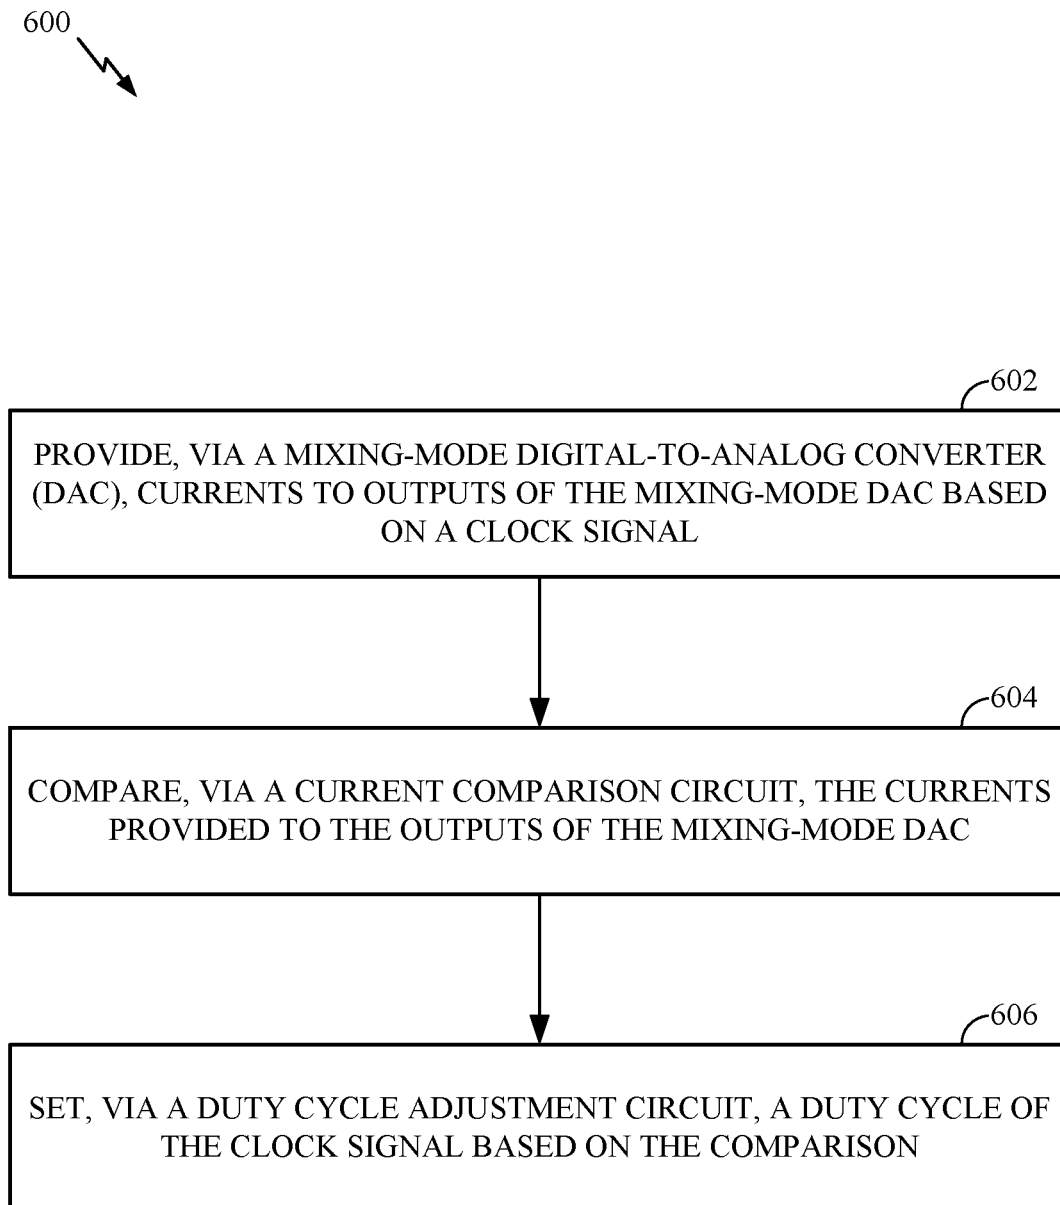 600
602
PROVIDE, VIA A MIXING-MODE DIGITAL-TO-ANALOG CONVERTER
(DAC), CURRENTS TO OUTPUTS OF THE MIXING-MODE DAC BASED
ON A CLOCK SIGNAL
604
COMPARE, VIA A CURRENT COMPARISON CIRCUIT, THE CURRENTS
PROVIDED TO THE OUTPUTS OF THE MIXING-MODE DAC
606
SET, VIA A DUTY CYCLE ADJUSTMENT CIRCUIT, A DUTY CYCLE OF
THE CLOCK SIGNAL BASED ON THE COMPARISON